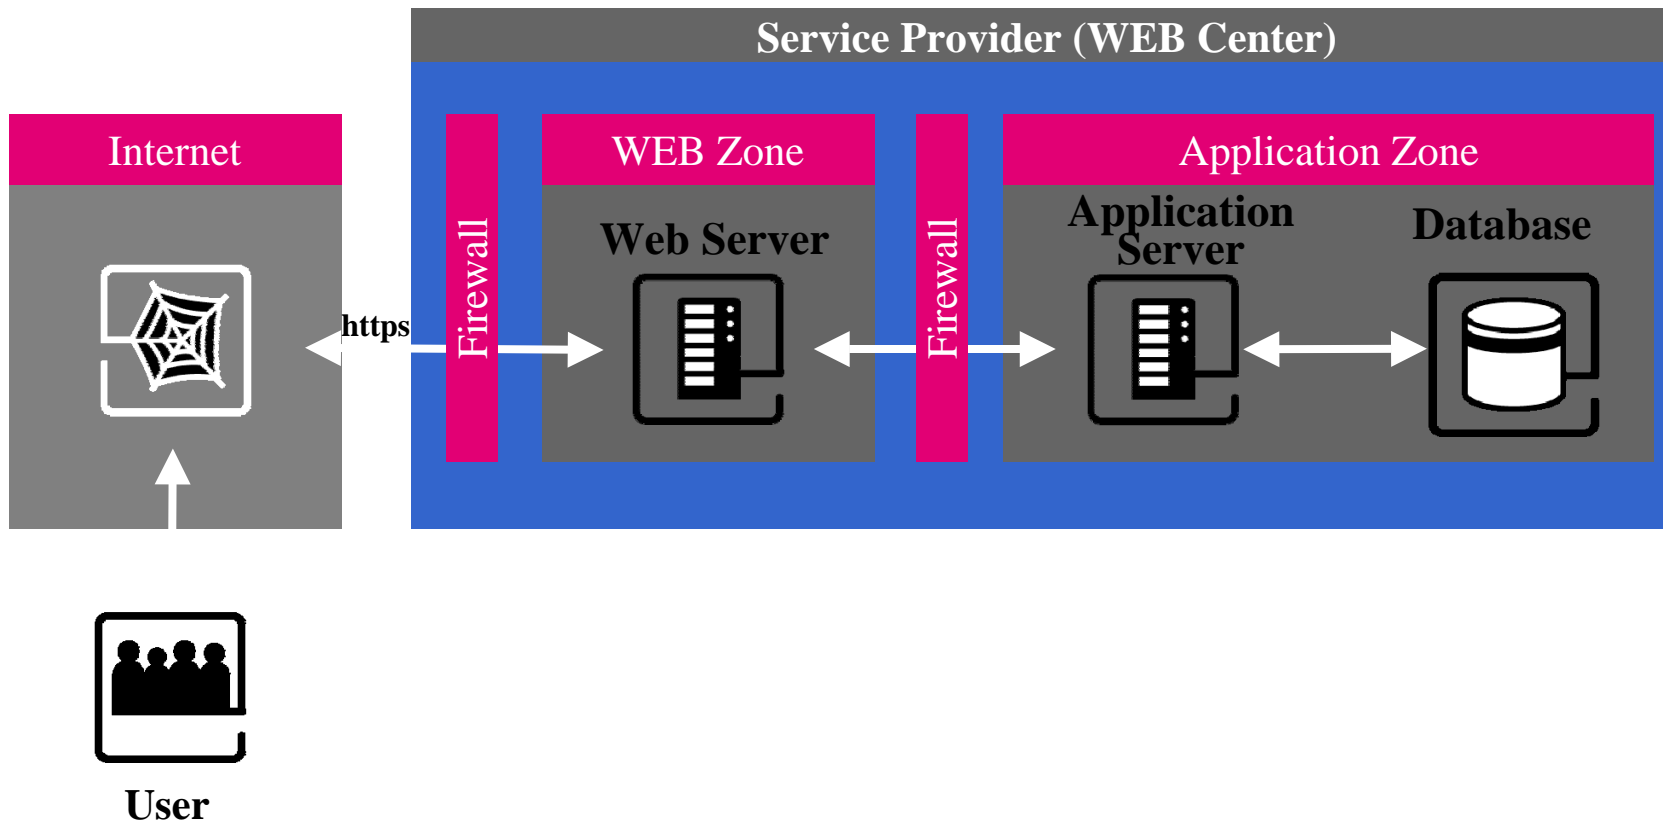 Service Provider (WEB Center)
Internet
https
Firewall
WEB Zone
Web Server
Firewall
Application Zone
Application
Server
Database
User